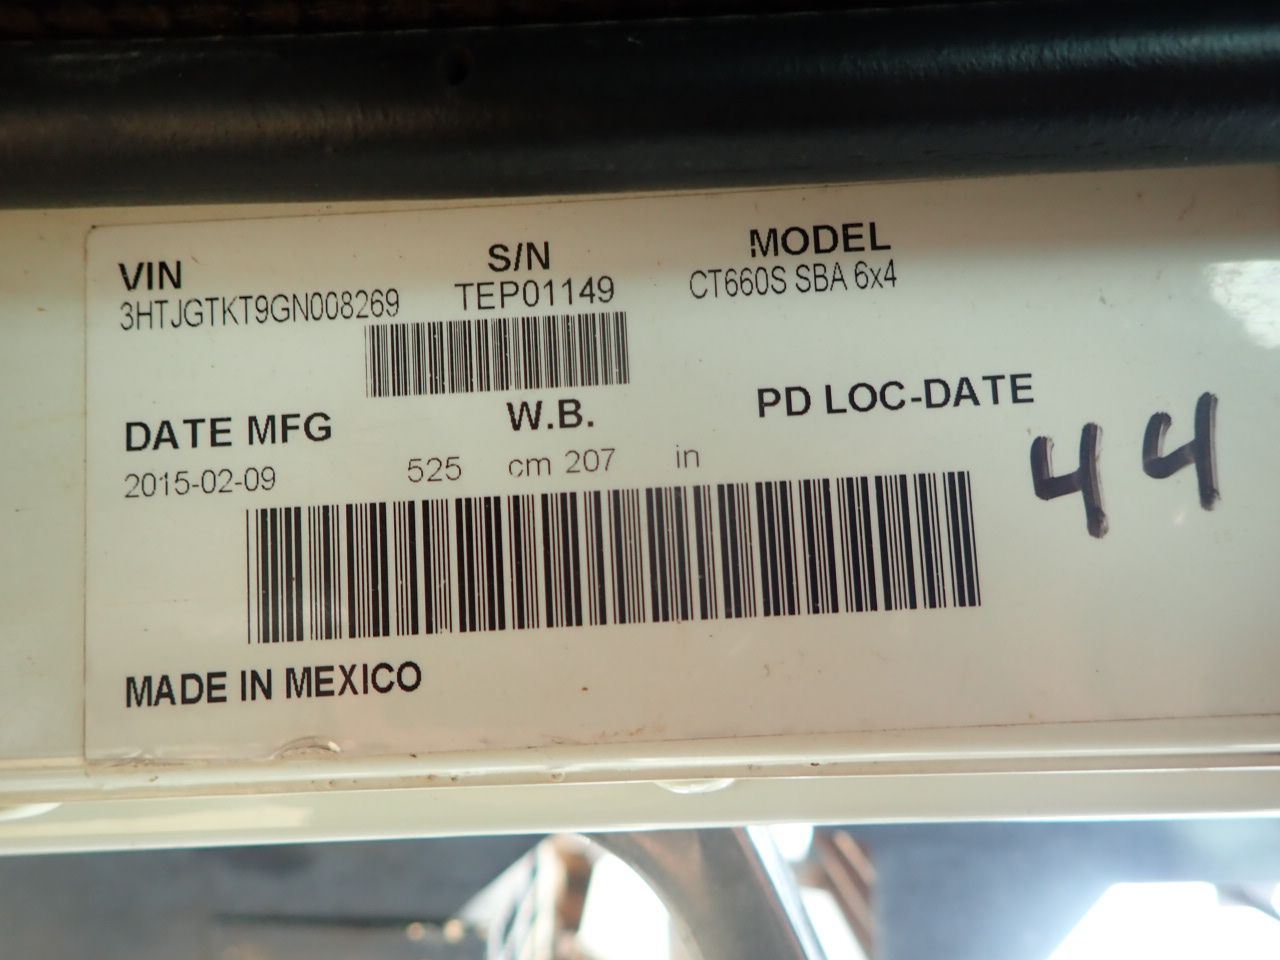 VIN
3HTJGTKT9GN008269
S/N
TEP01149
MODEL
CT660S SBA 6x4
DATE MFG
2015-02-09
W.B.
525 cm 207 in
PD LOC-DATE
44
MADE IN MEXICO